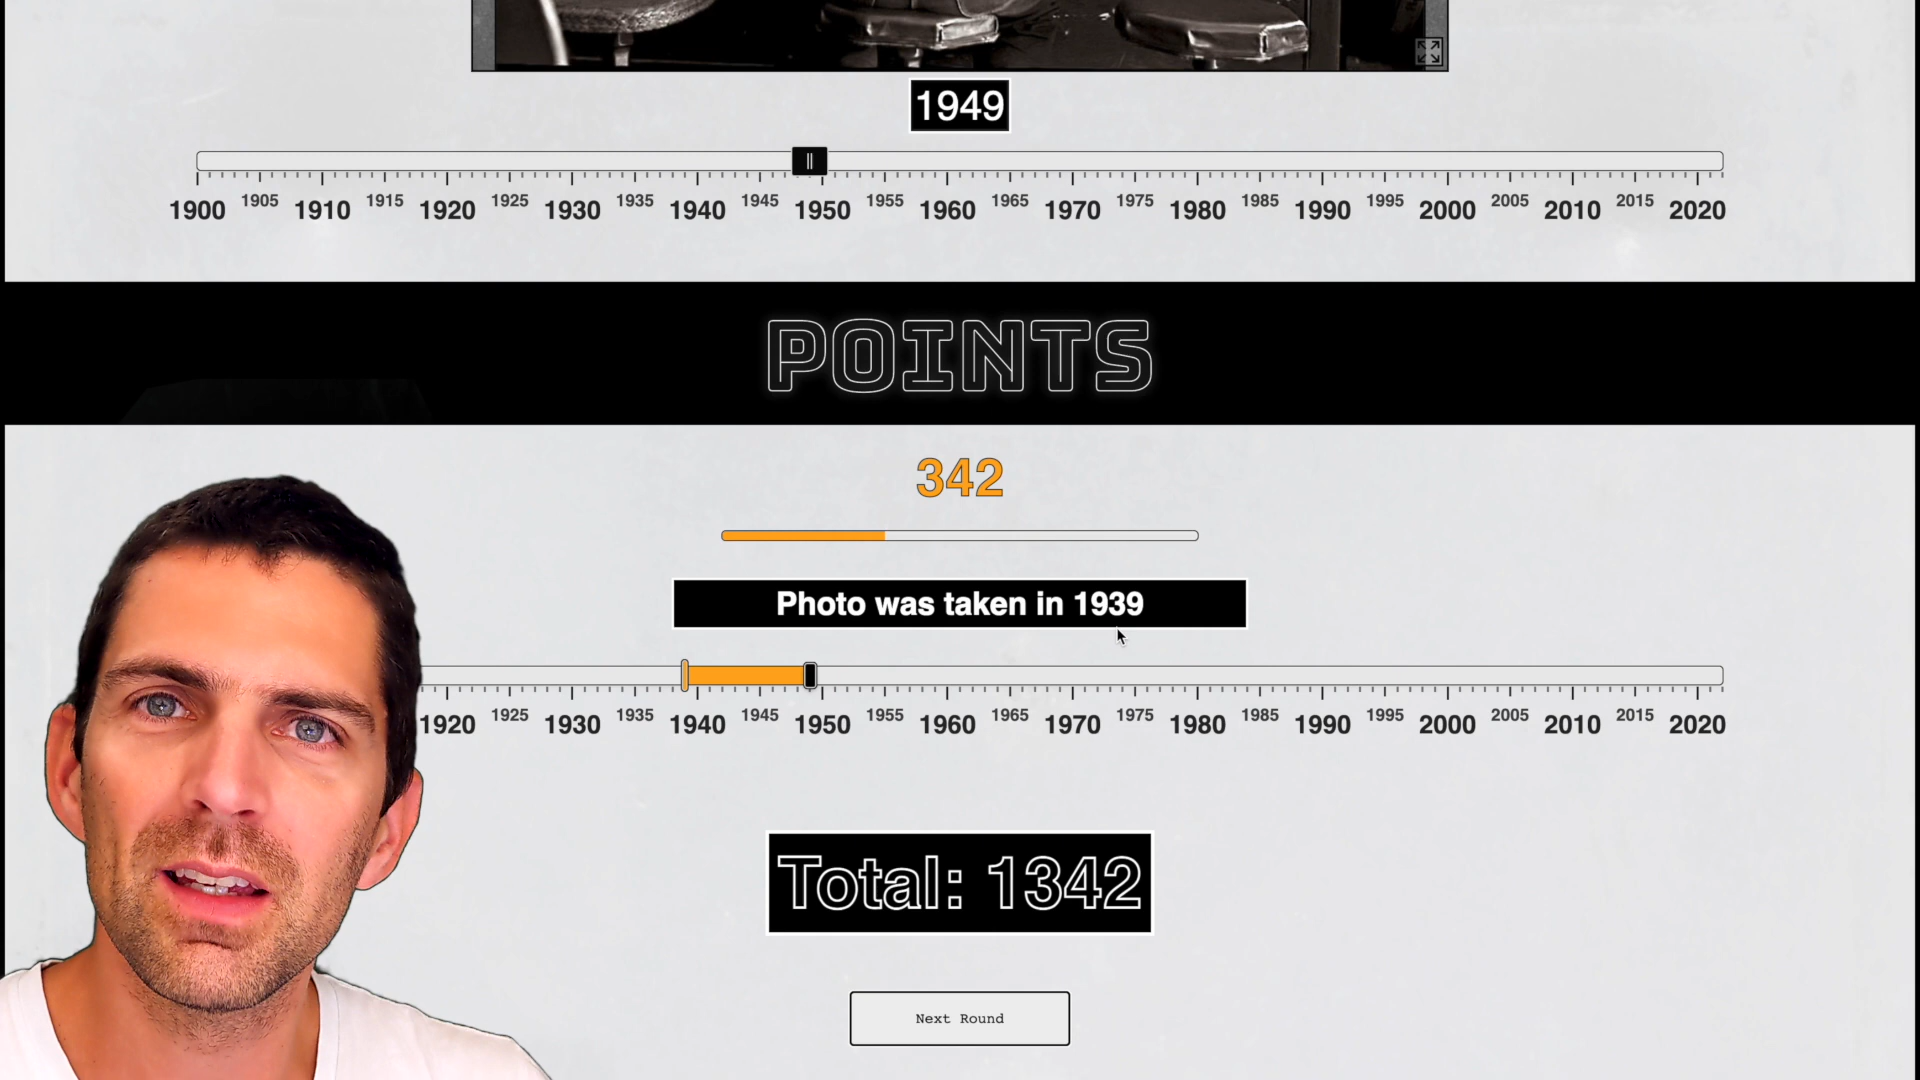 1949
1900 1905 1910 1915 1920 1925 1930 1935 1940 1945 1950 1955 1960 1965 1970 1975 1980 1985 1990 1995 2000 2005 2010 2015 2020
POINTS
342
Photo was taken in 1939
1920 1925 1930 1935 1940 1945 1950 1955 1960 1965 1970 1975 1980 1985 1990 1995 2000 2005 2010 2015 2020
Total: 1342
Next Round